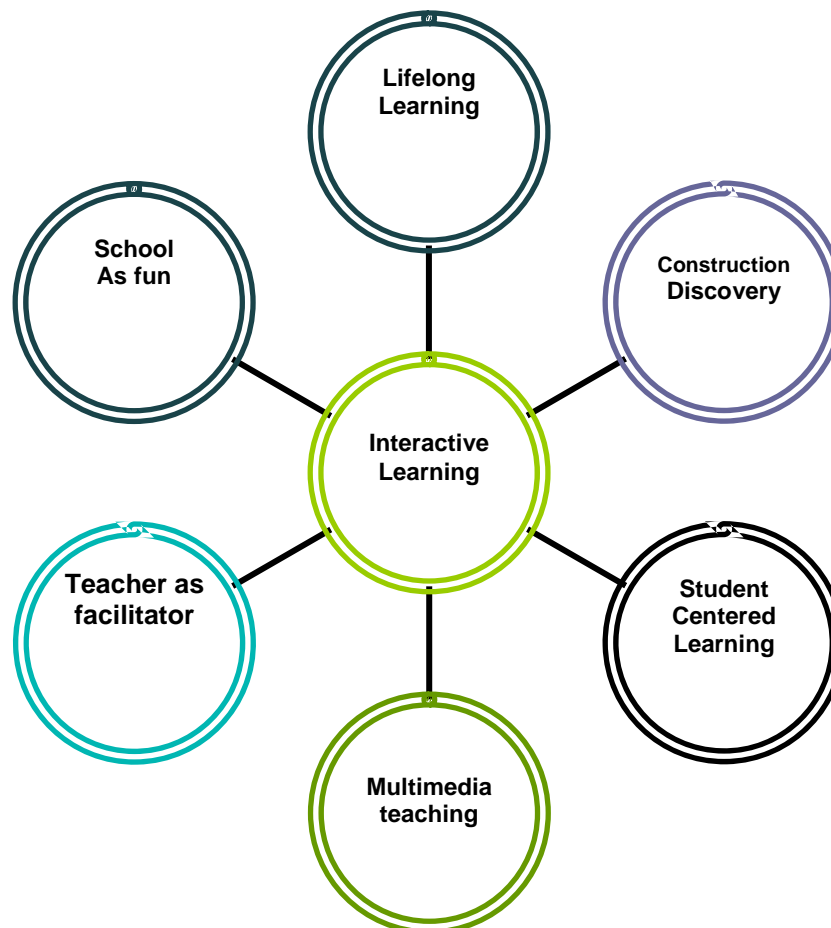 Lifelong
Learning
School
As fun
Construction
Discovery
Interactive
Learning
Teacher as
facilitator
Student
Centered
Learning
Multimedia
teaching